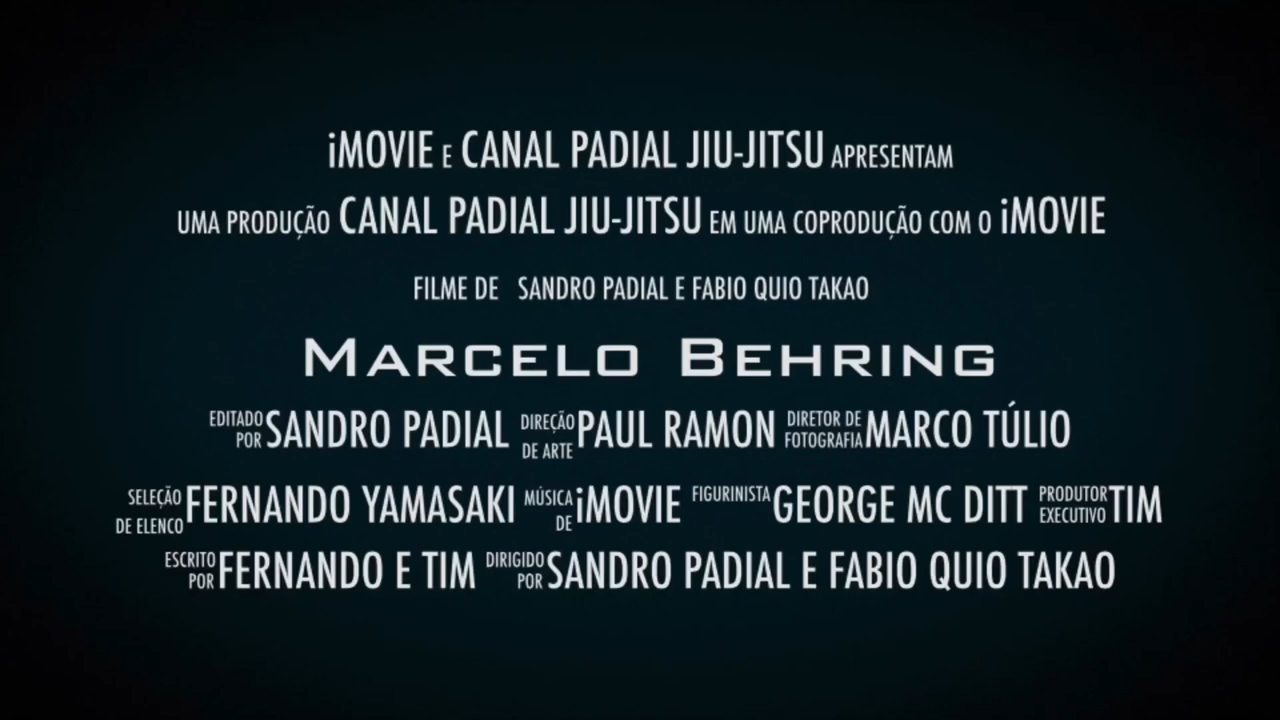 iMOVIE E CANAL PADIAL JIU-JITSU APRESENTAM
UMA PRODUÇÃO CANAL PADIAL JIU-JITSU EM UMA COPRODUÇÃO COM O iMOVIE
FILME DE SANDRO PADIAL E FABIO QUIO TAKAO
MARCELO BEHRING
EDITADO POR SANDRO PADIAL DIREÇÃO DE ARTE PAUL RAMON DIRETOR DE FOTOGRAFIA MARCO TÚLIO
SELEÇÃO DE ELENCO FERNANDO YAMASAKI MÚSICA DE iMOVIE FIGURINISTA GEORGE MC DITT PRODUTOR EXECUTIVO TIM
ESCRITO POR FERNANDO E TIM DIRIGIDO POR SANDRO PADIAL E FABIO QUIO TAKAO